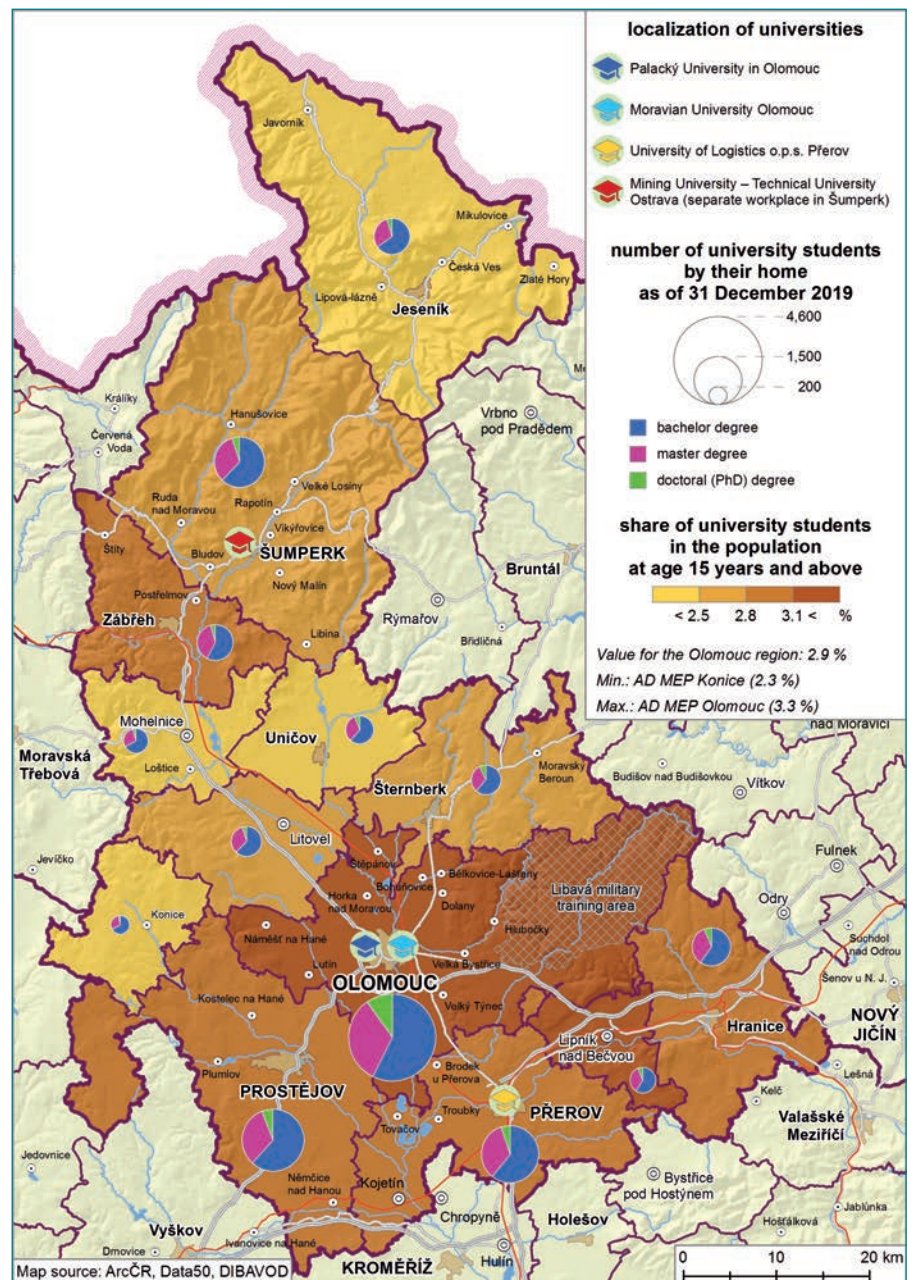 localization of universities
Palacký University in Olomouc
Moravian University Olomouc
University of Logistics o.p.s. Přerov
Mining University – Technical University
Ostrava (separate workplace in Šumperk)
number of university students
by their home
as of 31 December 2019
4,600
1,500
200
bachelor degree
master degree
doctoral (PhD) degree
share of university students
in the population
at age 15 years and above
< 2.5 2.8 3.1 < %
Value for the Olomouc region: 2.9 %
Min.: AD MEP Konice (2.3 %)
Max.: AD MEP Olomouc (3.3 %)
Javorník
Mikulovice
Česká Ves
Zlaté Hory
Lipová-lázně
Jeseník
Králíky
Červená
Voda
Hanušovice
Vrbno
pod Pradědem
Ruda
nad Moravou
Rapotín
Velké Losiny
Vikýřovice
Štíty
Bludov
ŠUMPERK
Nový Malín
Bruntál
Postřelmov
Zábřeh
Rýmařov
Břidličná
Libina
Mohelnice
Uničov
nad Moravicí
Moravská
Třebová
Loštice
Šternberk
Moravský
Beroun
Budišov nad Budišovkou
Vítkov
Litovel
Jevíčko
Štěpánov
Bohuňovice
Bělkovice-Lašťany
Fulnek
Horka
nad Moravou
Dolany
Libavá military
training area
Odry
Konice
Náměšť na Hané
Hlubočky
Suchdol
nad Odrou
Lutín
Velká Bystřice
Šenov u N. J.
OLOMOUC
Kostelec na Hané
Velký Týnec
Hranice
NOVÝ
JIČÍN
Lipník
nad Bečvou
Plumlov
Brodek
u Přerova
Lešná
PROSTĚJOV
Kelč
Tovačov
Troubky
PŘEROV
Valašské
Meziříčí
Jedovnice
Němčice
nad Hanou
Kojetín
Bystřice
pod Hostýnem
Chropyně
Holešov
Jablůnka
Vyškov
Hošťálková
Drnovice
Ivanovice na Hané
KROMĚŘÍŽ
Hulín
0 10 20 km
Map source: ArcČR, Data50, DIBAVOD